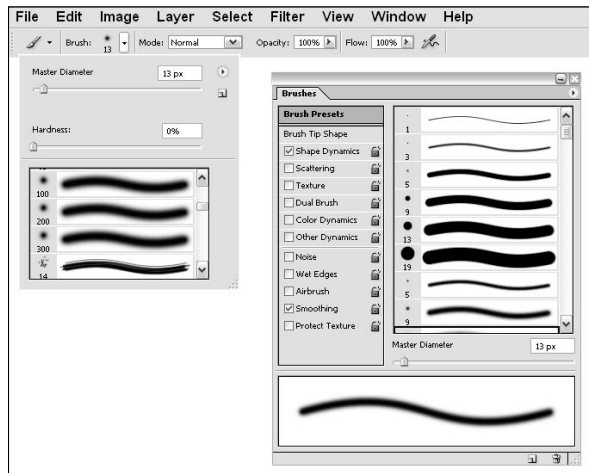 File Edit Image Layer Select Filter View Window Help
Brush: 13 Mode: Normal Opacity: 100% Flow: 100%
Master Diameter 13 px
Hardness: 0%
100
200
300
14
Brushes
Brush Presets
Brush Tip Shape
Shape Dynamics
Scattering
Texture
Dual Brush
Color Dynamics
Other Dynamics
Noise
Wet Edges
Airbrush
Smoothing
Protect Texture
1
3
5
9
13
19
5
9
Master Diameter 13 px